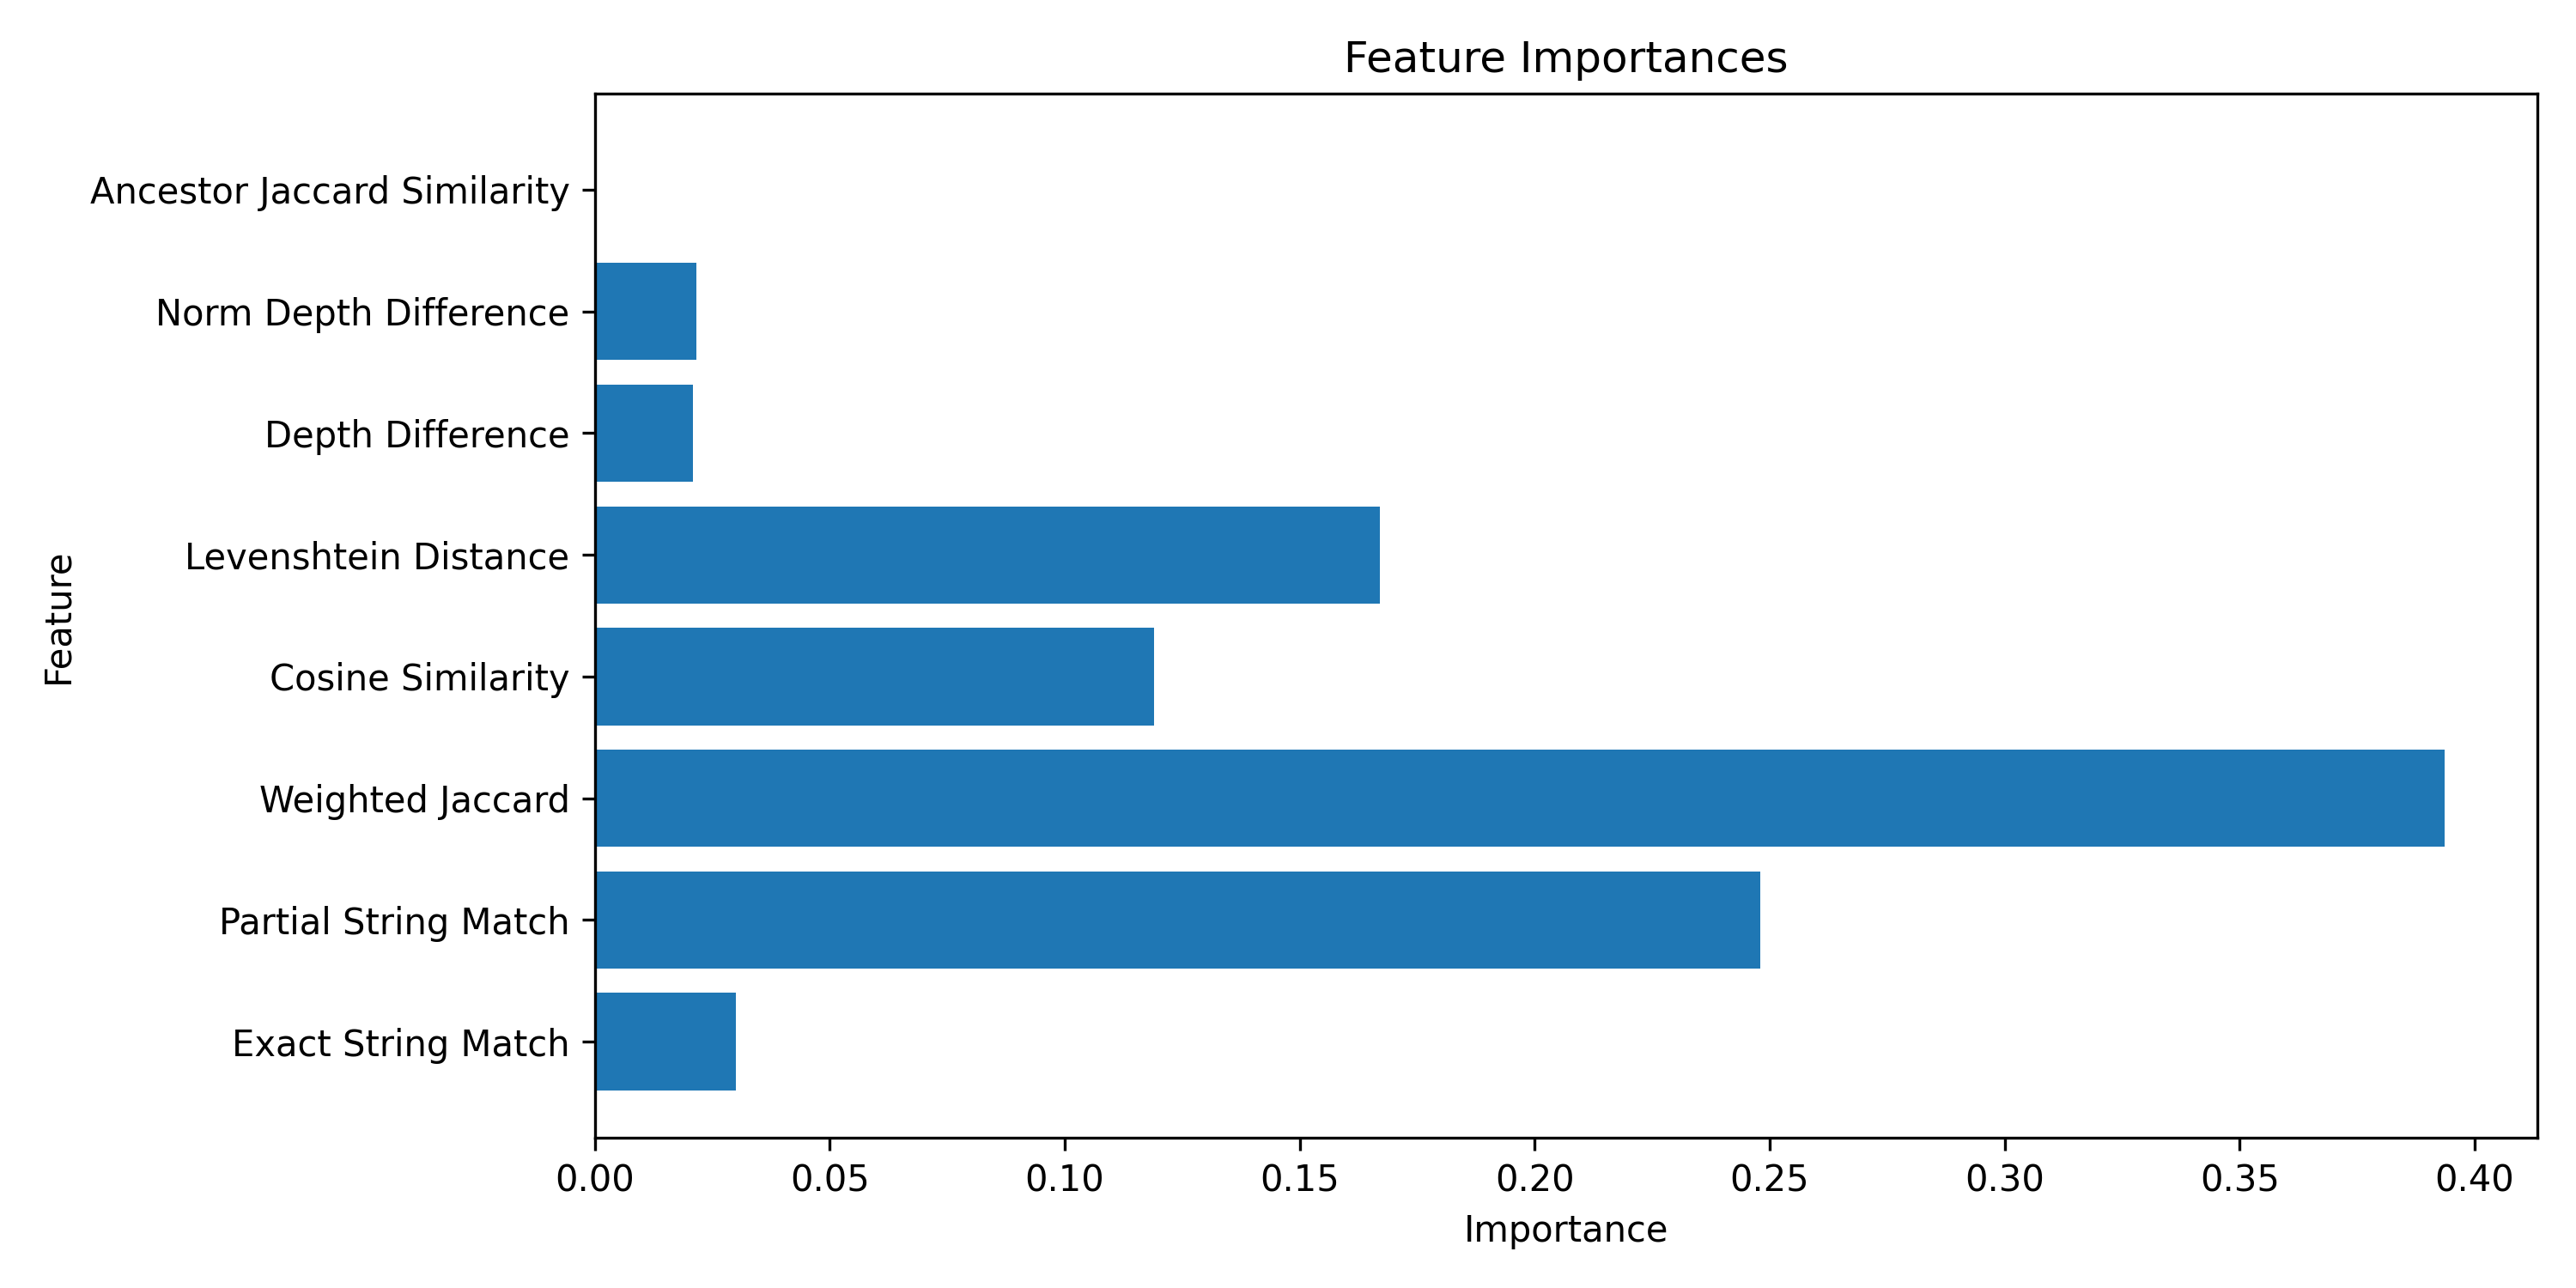 Feature Importances
Ancestor Jaccard Similarity
Norm Depth Difference
Depth Difference
Levenshtein Distance
Cosine Similarity
Weighted Jaccard
Partial String Match
Exact String Match
Feature
0.00 0.05 0.10 0.15 0.20 0.25 0.30 0.35 0.40
Importance